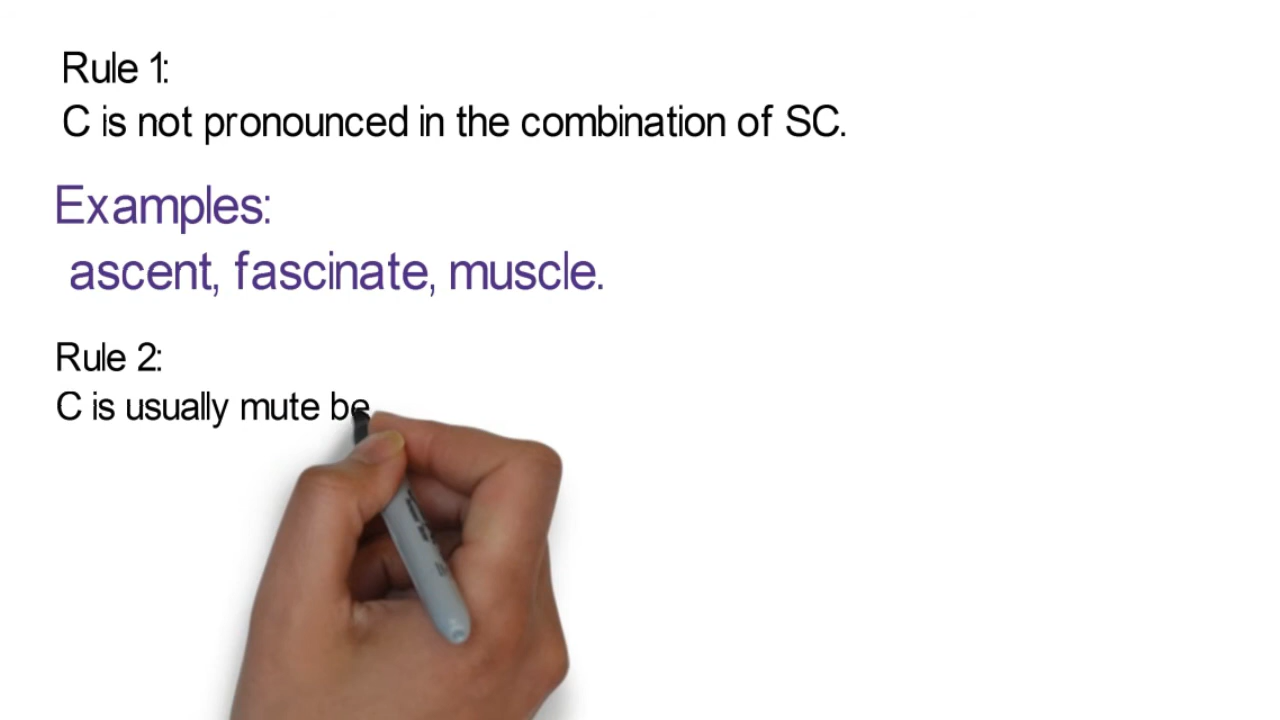 Rule 1:
C is not pronounced in the combination of SC.
Examples:
ascent, fascinate, muscle.
Rule 2:
C is usually mute be